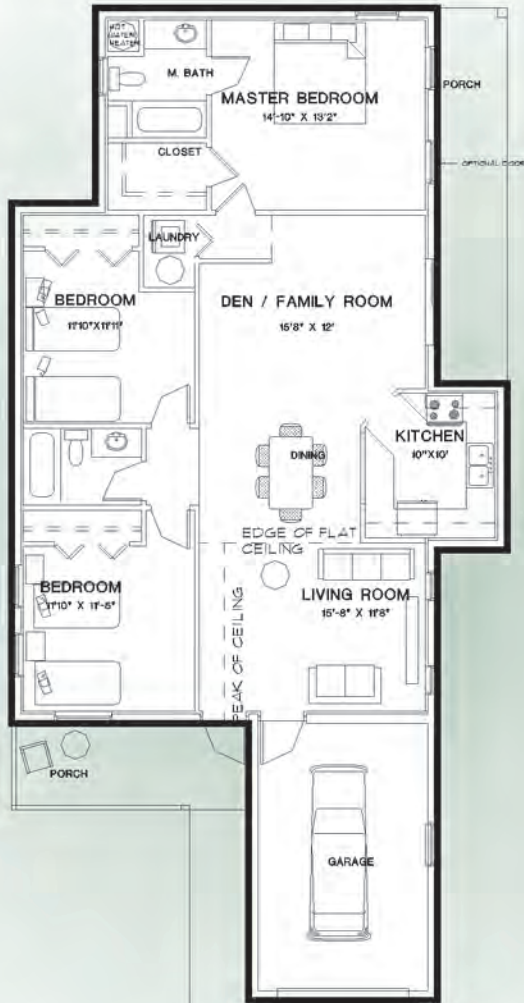 HOT
WATER
HEATER
M. BATH
MASTER BEDROOM
14'-10" X 13'2"
PORCH
OPTIONAL DOOR
CLOSET
LAUNDRY
BEDROOM
11'10"X11'11"
DEN / FAMILY ROOM
15'8" X 12'
KITCHEN
10"X10'
DINING
EDGE OF FLAT
CEILING
BEDROOM
11'10" X 11'-5"
LIVING ROOM
15'-8" X 11'8"
PEAK OF CEILING
PORCH
GARAGE